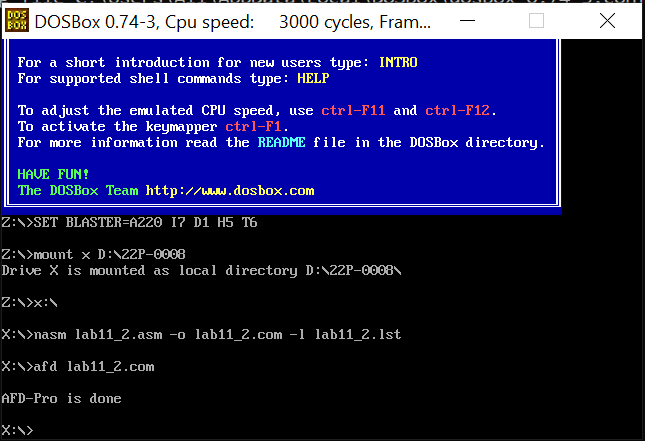 DOSBox 0.74-3, Cpu speed: 3000 cycles, Fram...
For a short introduction for new users type: INTRO
For supported shell commands type: HELP
To adjust the emulated CPU speed, use ctrl-F11 and ctrl-F12.
To activate the keymapper ctrl-F1.
For more information read the README file in the DOSBox directory.
HAVE FUN!
The DOSBox Team http://www.dosbox.com
Z:\>SET BLASTER=A220 I7 D1 H5 T6
Z:\>mount x D:\22P-0008
Drive X is mounted as local directory D:\22P-0008\
Z:\>x:\
X:\>nasm lab11_2.asm -o lab11_2.com -l lab11_2.lst
X:\>afd lab11_2.com
AFD-Pro is done
X:\>